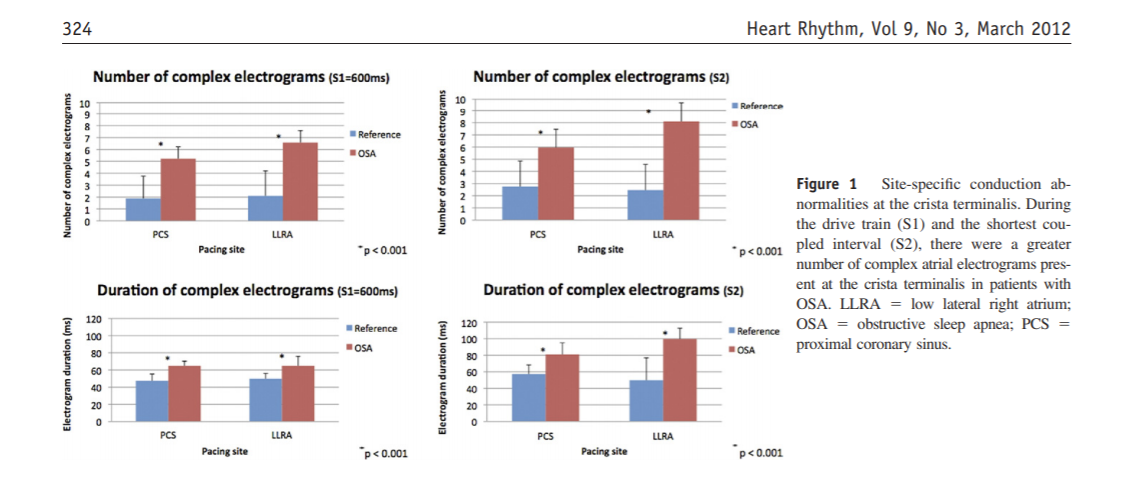 324
Heart Rhythm, Vol 9, No 3, March 2012
Number of complex electrograms (S1=600ms)
Number of complex electrograms
10
9
8
7
6
5
4
3
2
1
0
*
*
Reference
OSA
PCS
LLRA
Pacing site
*p < 0.001
Number of complex electrograms (S2)
Number of complex electrograms
10
9
8
7
6
5
4
3
2
1
0
*
*
Reference
OSA
PCS
LLRA
Pacing site
*p < 0.001
Duration of complex electrograms (S1=600ms)
Electrogram duration (ms)
120
100
80
60
40
20
0
*
*
Reference
OSA
PCS
LLRA
Pacing site
*p < 0.001
Duration of complex electrograms (S2)
Electrogram duration (ms)
120
100
80
60
40
20
0
*
*
Reference
OSA
PCS
LLRA
Pacing site
*p < 0.001
Figure 1 Site-specific conduction ab-
normalities at the crista terminalis. During
the drive train (S1) and the shortest cou-
pled interval (S2), there were a greater
number of complex atrial electrograms pres-
ent at the crista terminalis in patients with
OSA. LLRA = low lateral right atrium;
OSA = obstructive sleep apnea; PCS =
proximal coronary sinus.